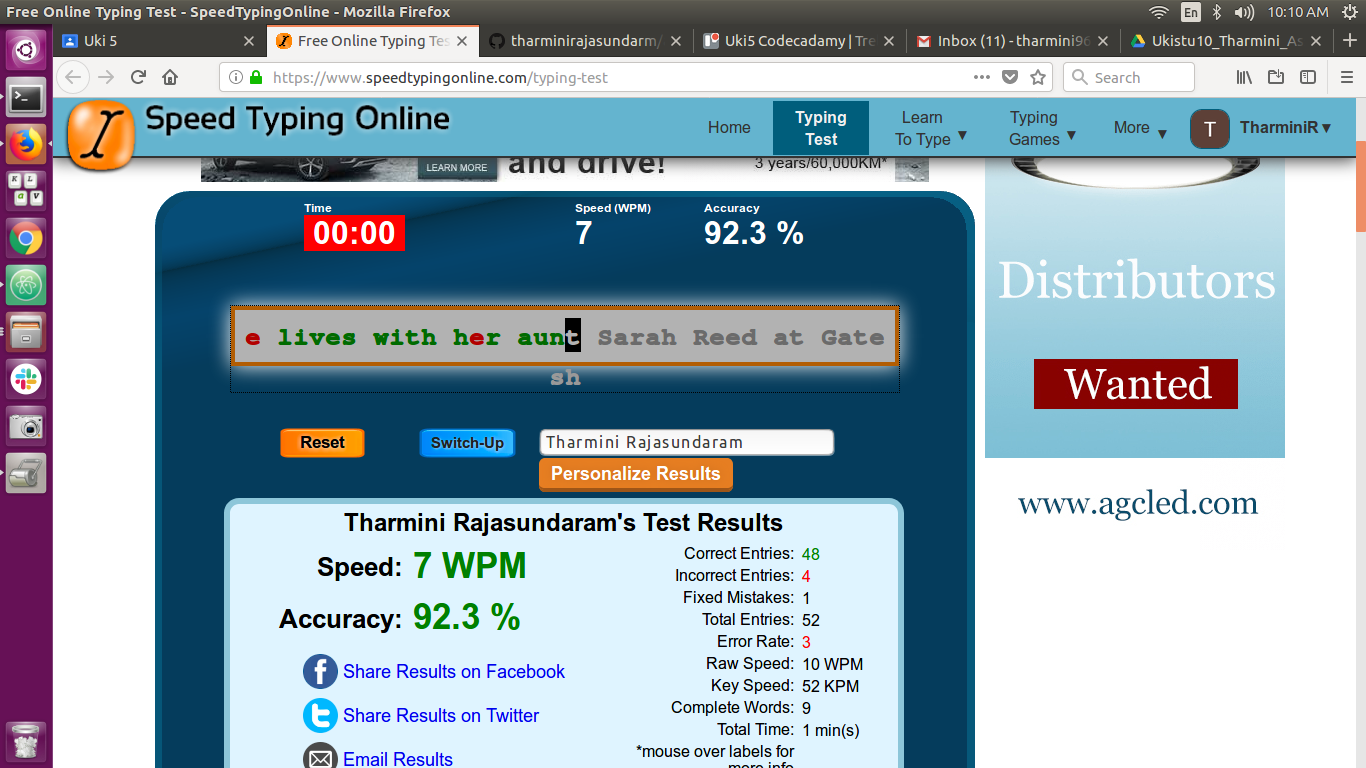 Free Online Typing Test - SpeedTypingOnline - Mozilla Firefox
En
10:10 AM
Uki 5
Free Online Typing Tes
tharminirajasundarm/
Uki5 Codecadamy | Tre
Inbox (11) - tharmini96
Ukistu10_Tharmini_As
https://www.speedtypingonline.com/typing-test
Search
Speed Typing Online
Home
Typing
Test
Learn
To Type
Typing
Games
More
T
TharminiR
LEARN MORE
and drive!
3 years/60,000KM*
Time
00:00
Speed (WPM)
7
Accuracy
92.3 %
e lives with her aunt Sarah Reed at Gate
sh
Reset
Switch-Up
Tharmini Rajasundaram
Personalize Results
Tharmini Rajasundaram's Test Results
Speed: 7 WPM
Accuracy: 92.3 %
Share Results on Facebook
Share Results on Twitter
Email Results
Correct Entries: 48
Incorrect Entries: 4
Fixed Mistakes: 1
Total Entries: 52
Error Rate: 3
Raw Speed: 10 WPM
Key Speed: 52 KPM
Complete Words: 9
Total Time: 1 min(s)
*mouse over labels for
more info
Distributors
Wanted
www.agcled.com